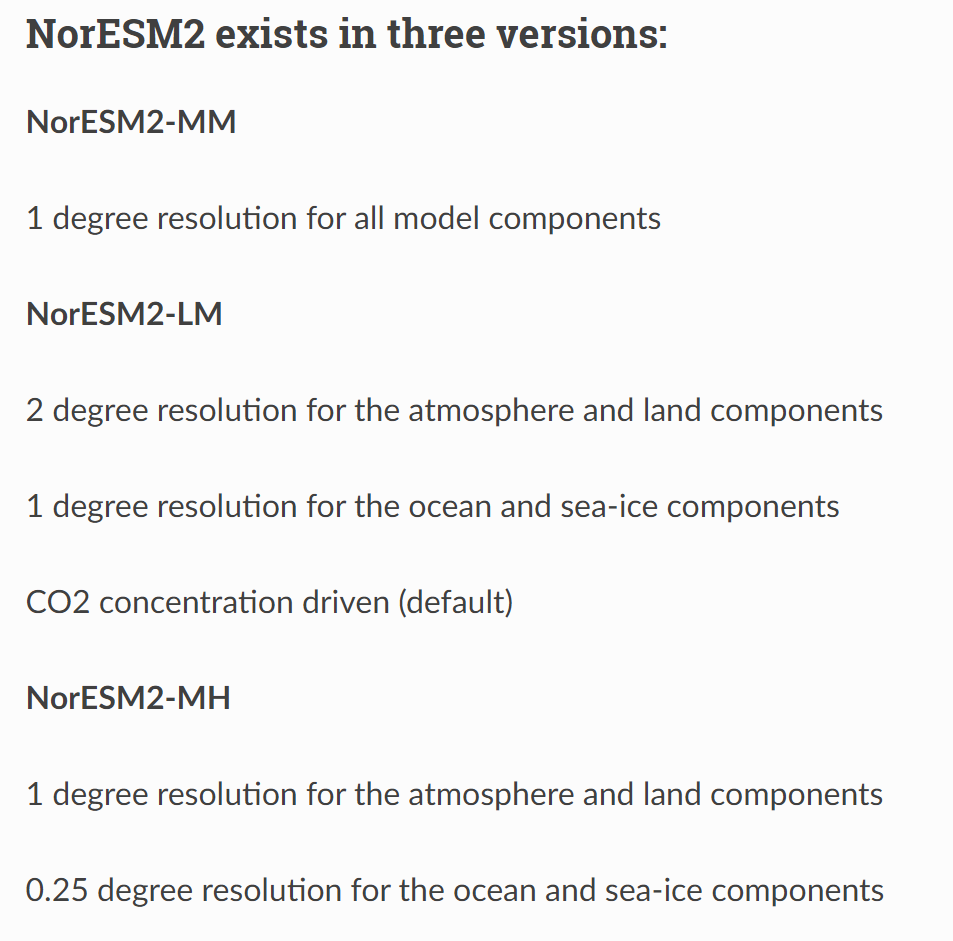 NorESM2 exists in three versions:
NorESM2-MM
1 degree resolution for all model components
NorESM2-LM
2 degree resolution for the atmosphere and land components
1 degree resolution for the ocean and sea-ice components
CO2 concentration driven (default)
NorESM2-MH
1 degree resolution for the atmosphere and land components
0.25 degree resolution for the ocean and sea-ice components